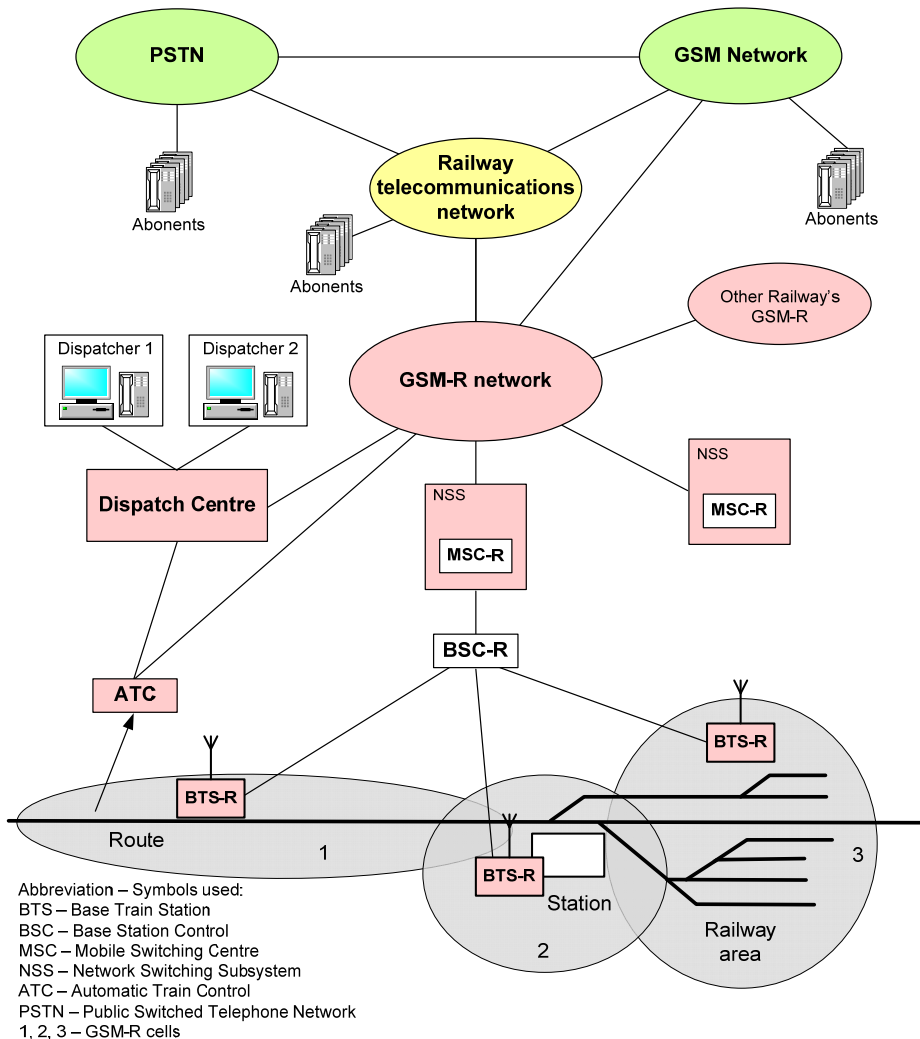 PSTN
GSM Network
Abonents
Railway
telecommunications
network
Abonents
Abonents
Other Railway's
GSM-R
Dispatcher 1
Dispatcher 2
GSM-R network
Dispatch Centre
NSS
MSC-R
NSS
MSC-R
BSC-R
ATC
BTS-R
BTS-R
Route
1
BTS-R
Station
2
3
Railway
area
Abbreviation – Symbols used:
BTS – Base Train Station
BSC – Base Station Control
MSC – Mobile Switching Centre
NSS – Network Switching Subsystem
ATC – Automatic Train Control
PSTN – Public Switched Telephone Network
1, 2, 3 – GSM-R cells